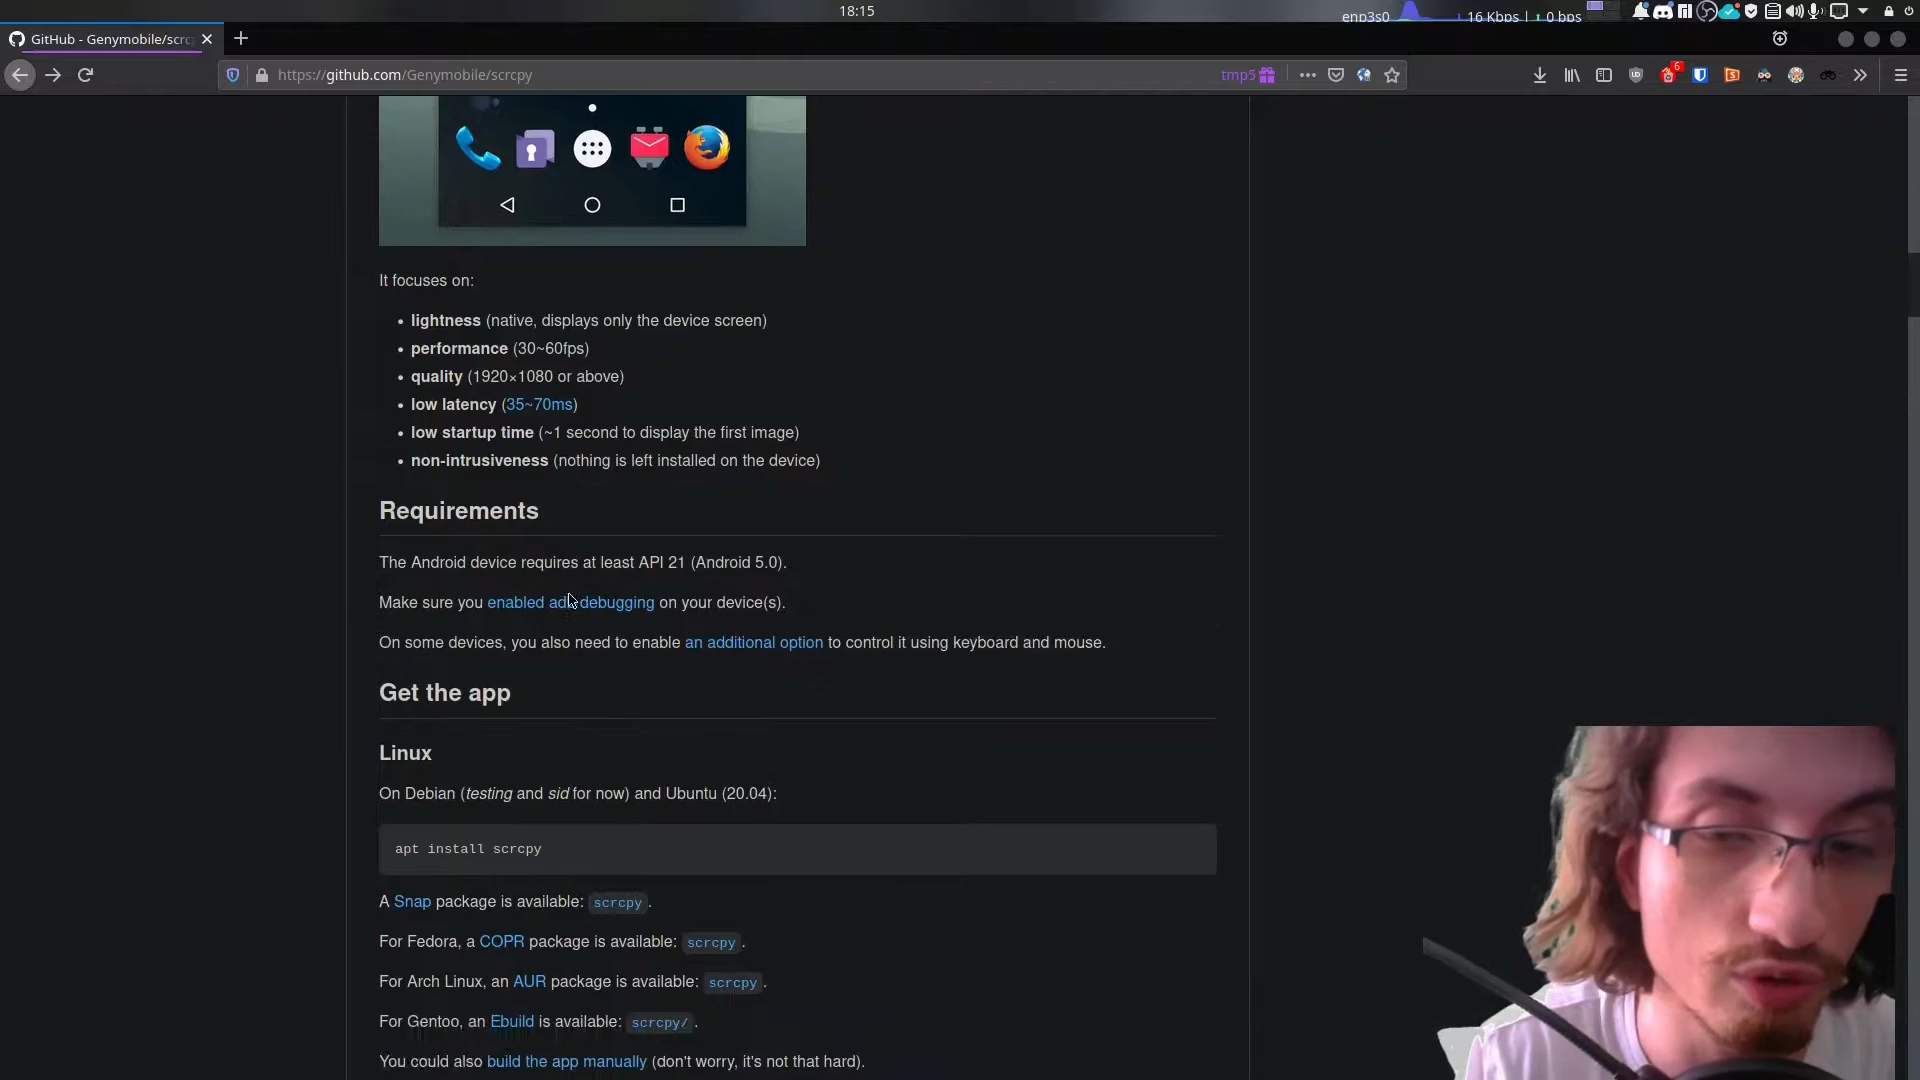 18:15
enp3s0
16 Kbps
0 bps
GitHub - Genymobile/scrc
https://github.com/Genymobile/scrcpy
tmp5
6
It focuses on:
• lightness (native, displays only the device screen)
• performance (30~60fps)
• quality (1920×1080 or above)
• low latency (35~70ms)
• low startup time (~1 second to display the first image)
• non-intrusiveness (nothing is left installed on the device)
Requirements
The Android device requires at least API 21 (Android 5.0).
Make sure you enabled adb debugging on your device(s).
On some devices, you also need to enable an additional option to control it using keyboard and mouse.
Get the app
Linux
On Debian (testing and sid for now) and Ubuntu (20.04):
apt install scrcpy
A Snap package is available: scrcpy.
For Fedora, a COPR package is available: scrcpy.
For Arch Linux, an AUR package is available: scrcpy.
For Gentoo, an Ebuild is available: scrcpy/.
You could also build the app manually (don't worry, it's not that hard).